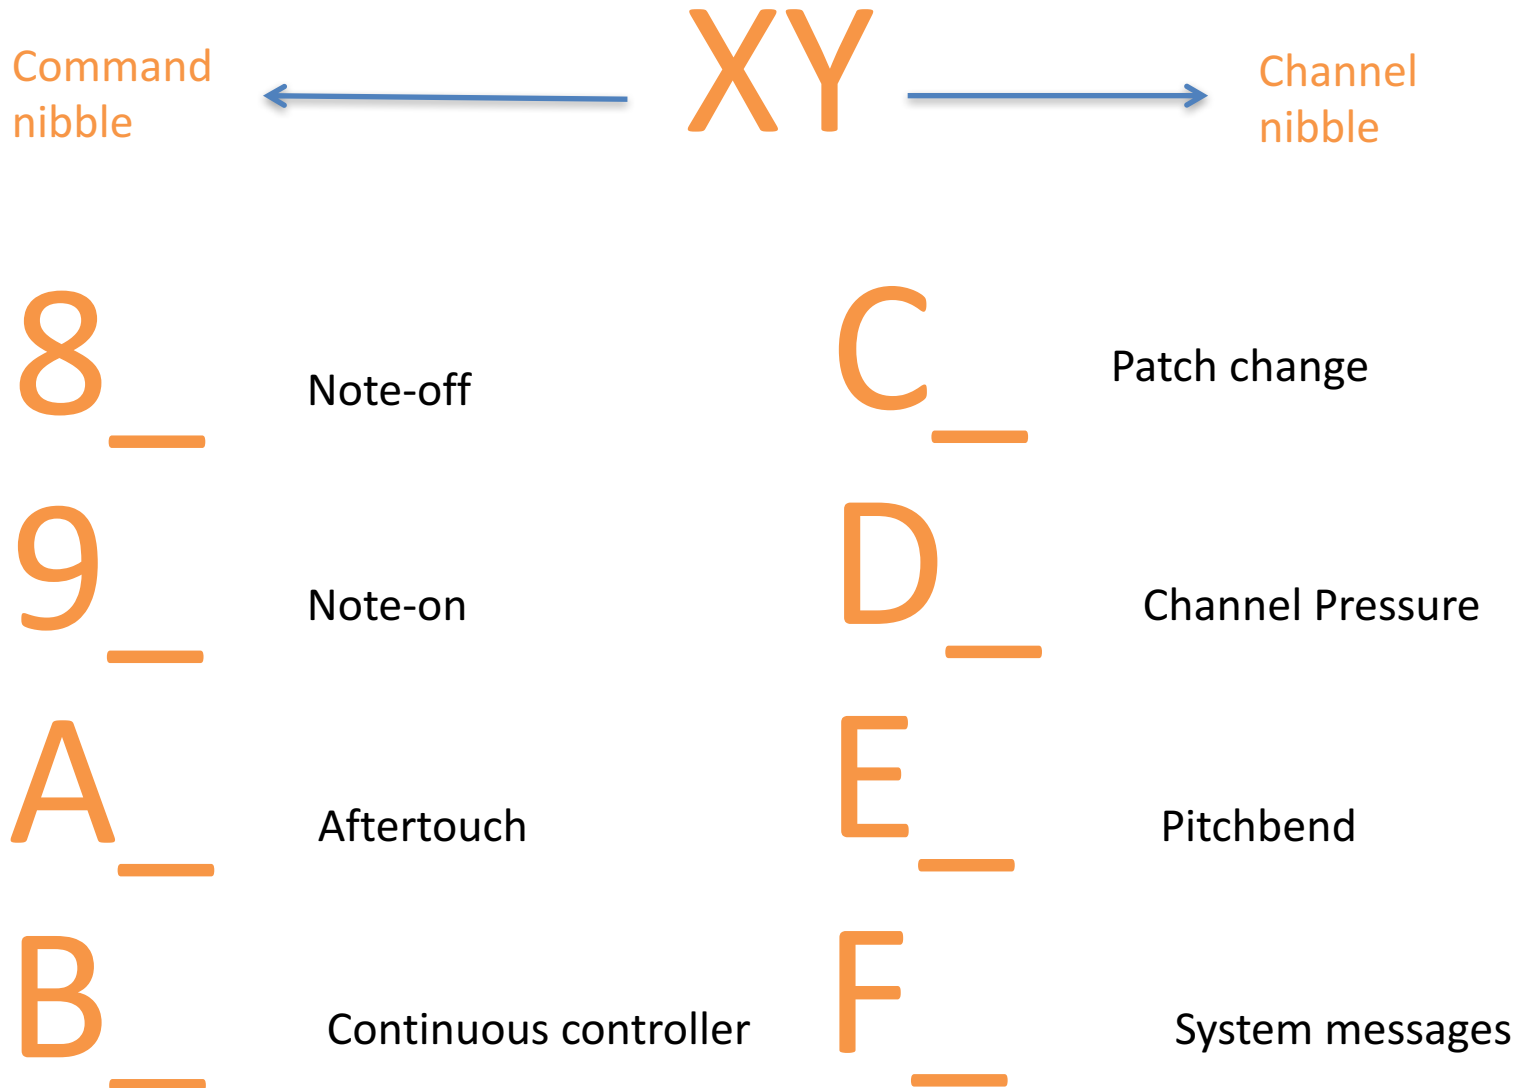 Command
nibble
XY
Channel
nibble
8_
Note-off
C_
Patch change
9_
Note-on
D_
Channel Pressure
A_
Aftertouch
E_
Pitchbend
B_
Continuous controller
F_
System messages